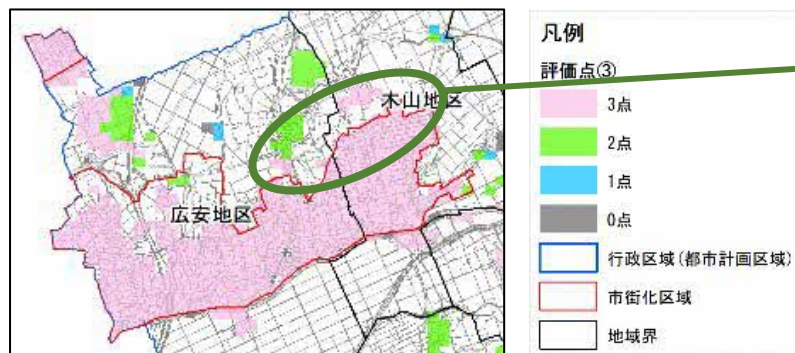 木山地区
広安地区
凡例
評価点③
3点
2点
1点
0点
行政区域(都市計画区域)
市街化区域
地域界